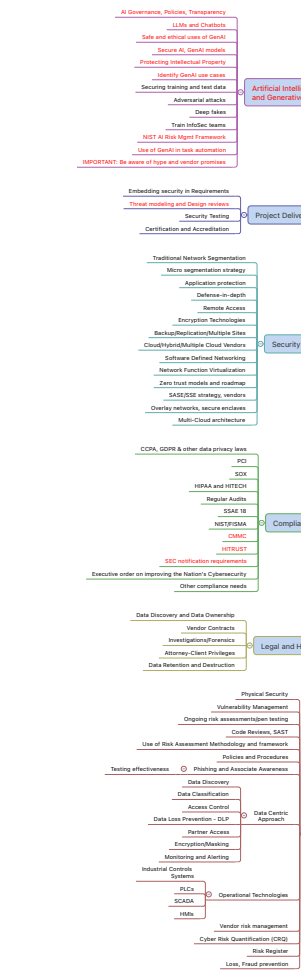 AI Governance, Policies, Transparency
LLMs and Chatbots
Safe and ethical uses of GenAI
Secure AI, GenAI models
Protecting Intellectual Property
Identify GenAI use cases
Securing training and test data
Adversarial attacks
Deep fakes
Train InfoSec teams
NIST AI Risk Mgmt Framework
Use of GenAI in task automation
IMPORTANT: Be aware of hype and vendor promises
Artificial Intelli
and Generativ
Embedding security in Requirements
Threat modeling and Design reviews
Security Testing
Certification and Accreditation
Project Delive
Traditional Network Segmentation
Micro segmentation strategy
Application protection
Defense-in-depth
Remote Access
Encryption Technologies
Backup/Replication/Multiple Sites
Cloud/Hybrid/Multiple Cloud Vendors
Software Defined Networking
Network Function Virtualization
Zero trust models and roadmap
SASE/SSE strategy, vendors
Overlay networks, secure enclaves
Multi-Cloud architecture
Security
CCPA, GDPR & other data privacy laws
PCI
SOX
HIPAA and HITECH
Regular Audits
SSAE 18
NIST/FISMA
CMMC
HITRUST
SEC notification requirements
Executive order on improving the Nation's Cybersecurity
Other compliance needs
Complia
Data Discovery and Data Ownership
Vendor Contracts
Investigations/Forensics
Attorney-Client Privileges
Data Retention and Destruction
Legal and H
Physical Security
Vulnerability Management
Ongoing risk assessments/pen testing
Code Reviews, SAST
Use of Risk Assessment Methodology and framework
Policies and Procedures
Testing effectiveness
Phishing and Associate Awareness
Data Discovery
Data Classification
Access Control
Data Loss Prevention - DLP
Partner Access
Encryption/Masking
Monitoring and Alerting
Data Centric
Approach
Industrial Controls
Systems
PLCs
SCADA
HMIs
Operational Technologies
Vendor risk management
Cyber Risk Quantification (CRQ)
Risk Register
Loss, Fraud prevention